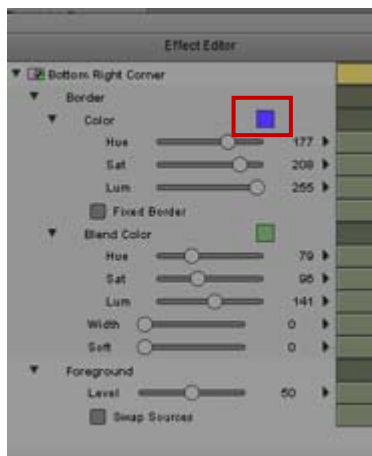 Effect Editor
Bottom Right Corner
Border
Color
Hue 177
Sat 209
Lum 255
Fixed Border
Blend Color
Hue 79
Sat 96
Lum 141
Width 0
Soft 0
Foreground
Level 50
Swap Sources